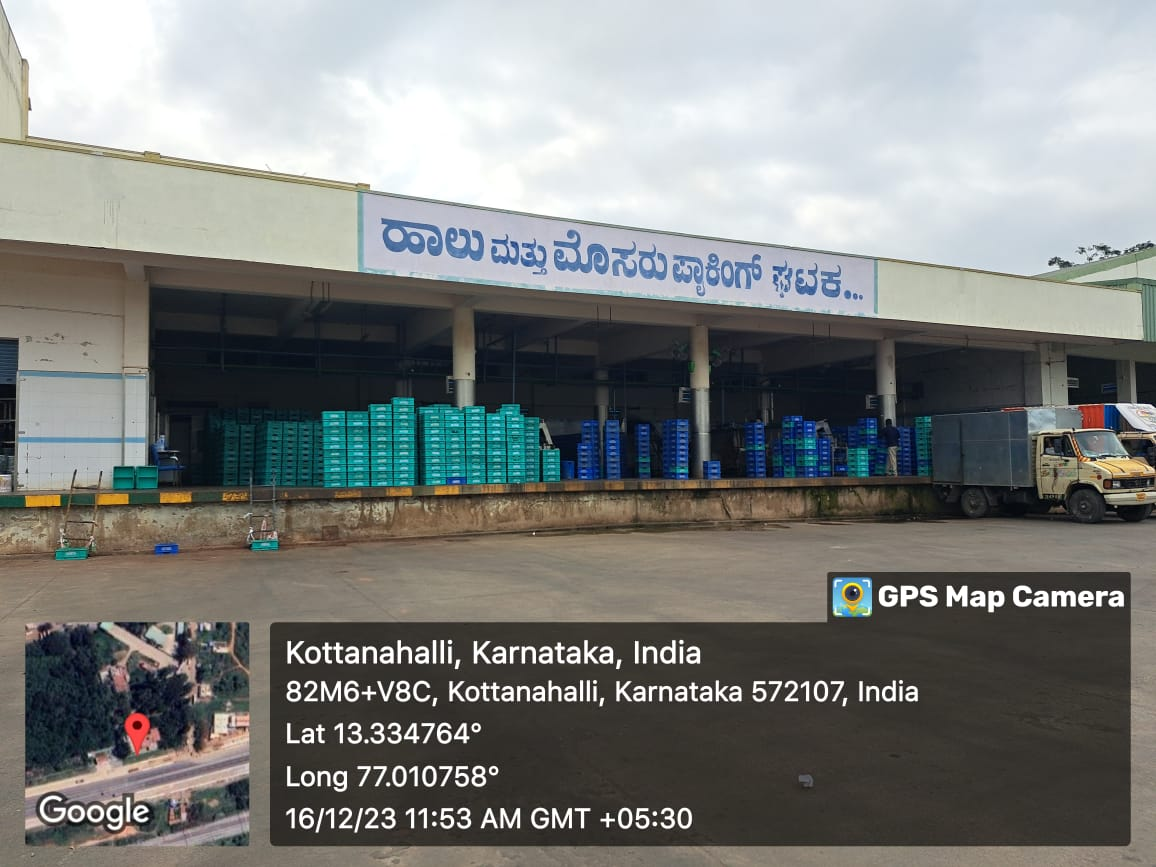 ಹಾಲು ಮತ್ತು ಮೊಸರು ಪ್ಯಾಕಿಂಗ್ ಘಟಕ...
GPS Map Camera
Kottanahalli, Karnataka, India
82M6+V8C, Kottanahalli, Karnataka 572107, India
Lat 13.334764°
Long 77.010758°
16/12/23 11:53 AM GMT +05:30
Google